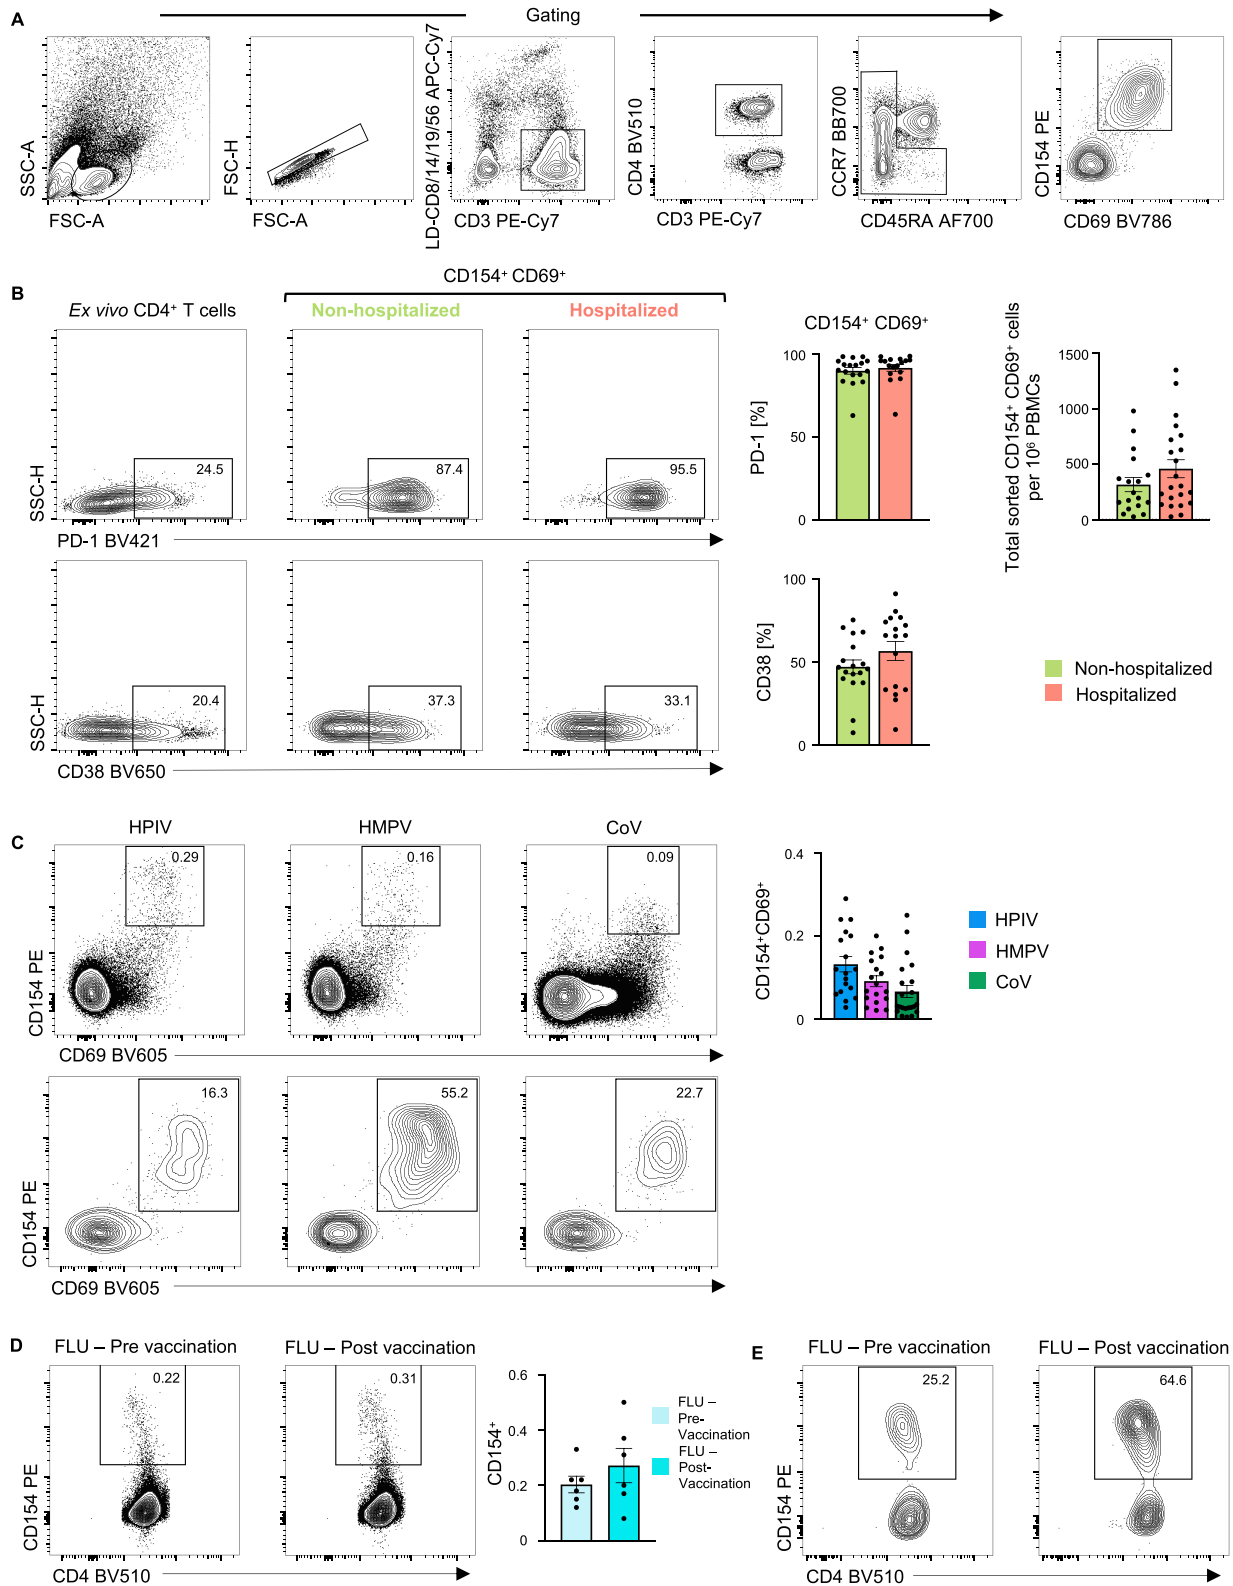 A
Gating
SSC-A
FSC-A
FSC-H
FSC-A
LD-CD8/14/19/56 APC-Cy7
CD3 PE-Cy7
CD4 BV510
CD3 PE-Cy7
CCR7 BB700
CD45RA AF700
CD154 PE
CD69 BV786
B
CD154⁺ CD69⁺
Ex vivo CD4⁺ T cells
Non-hospitalized
Hospitalized
SSC-H
24.5
87.4
95.5
PD-1 BV421
SSC-H
20.4
37.3
33.1
CD38 BV650
CD154⁺ CD69⁺
PD-1 [%]
100
50
0
CD38 [%]
100
50
0
Total sorted CD154⁺ CD69⁺ cells
per 10⁶ PBMCs
1500
1000
500
0
Non-hospitalized
Hospitalized
C
HPIV
HMPV
CoV
CD154 PE
0.29
0.16
0.09
CD69 BV605
CD154 PE
16.3
55.2
22.7
CD69 BV605
CD154⁺CD69⁺
0.4
0.2
0
HPIV
HMPV
CoV
D
FLU – Pre vaccination
FLU – Post vaccination
CD154 PE
0.22
0.31
CD4 BV510
CD154⁺
0.6
0.4
0.2
0
FLU –
Pre-
Vaccination
FLU –
Post-
Vaccination
E
FLU – Pre vaccination
FLU – Post vaccination
CD154 PE
25.2
64.6
CD4 BV510